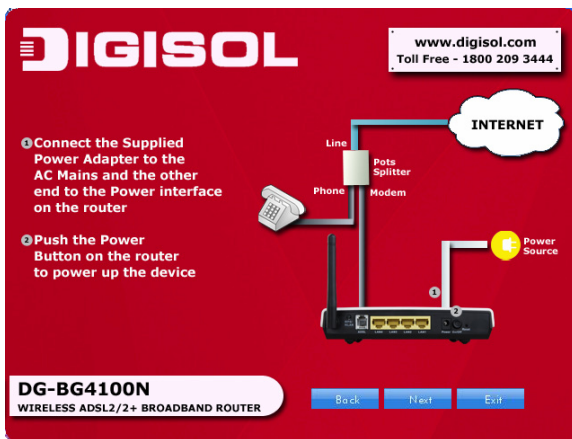 DIGISOL
www.digisol.com
Toll Free - 1800 209 3444
1 Connect the Supplied
Power Adapter to the
AC Mains and the other
end to the Power interface
on the router
2 Push the Power
Button on the router
to power up the device
INTERNET
Line
Pots
Splitter
Phone
Modem
Power
Source
1
2
DG-BG4100N
WIRELESS ADSL2/2+ BROADBAND ROUTER
Back
Next
Exit